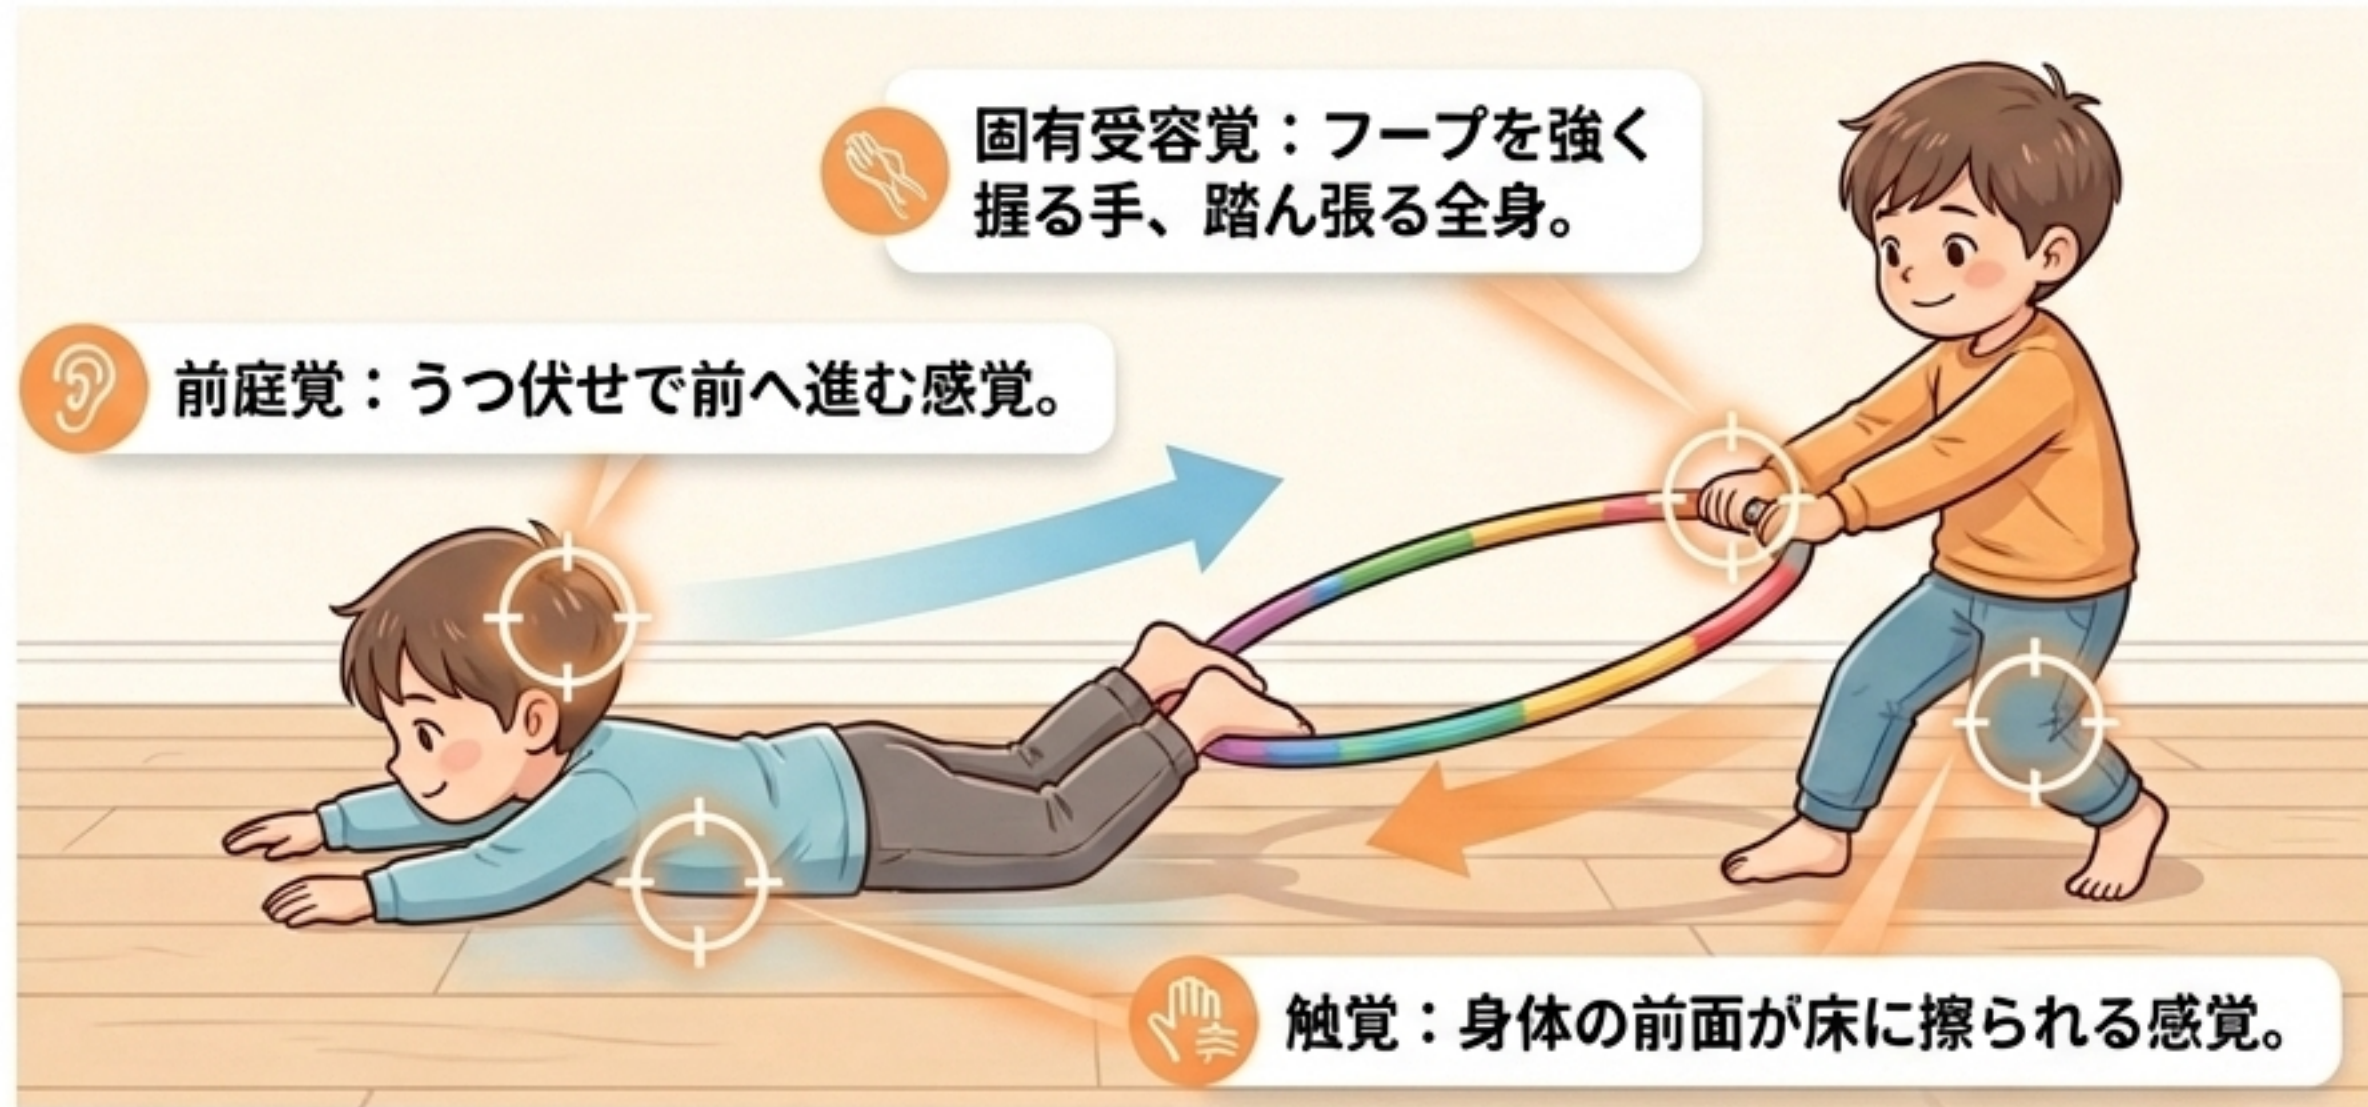 固有受容覚：フープを強く
握る手、踏ん張る全身。
前庭覚：うつ伏せで前へ進む感覚。
触覚：身体の前面が床に擦られる感覚。